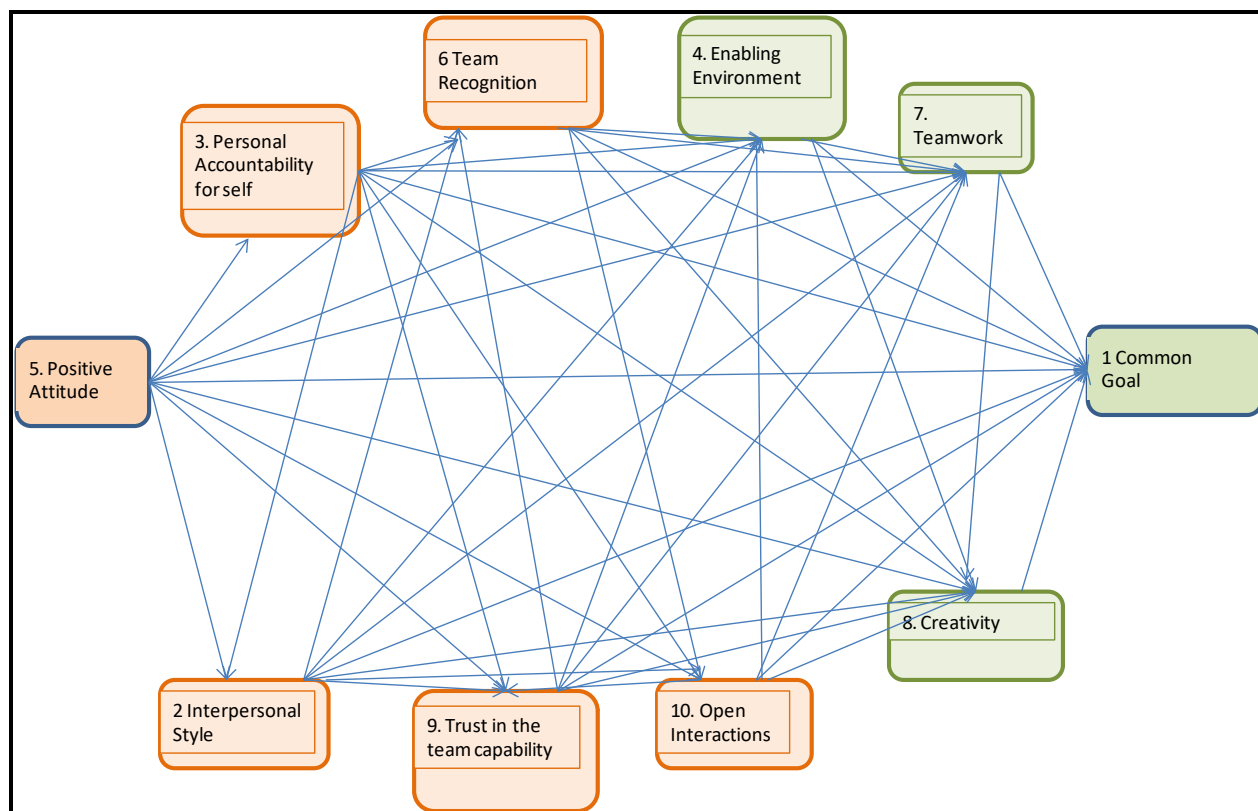 6 Team
Recognition
4. Enabling
Environment
7.
Teamwork
3. Personal
Accountability
for self
5. Positive
Attitude
1 Common
Goal
8. Creativity
2 Interpersonal
Style
9. Trust in the
team capability
10. Open
Interactions